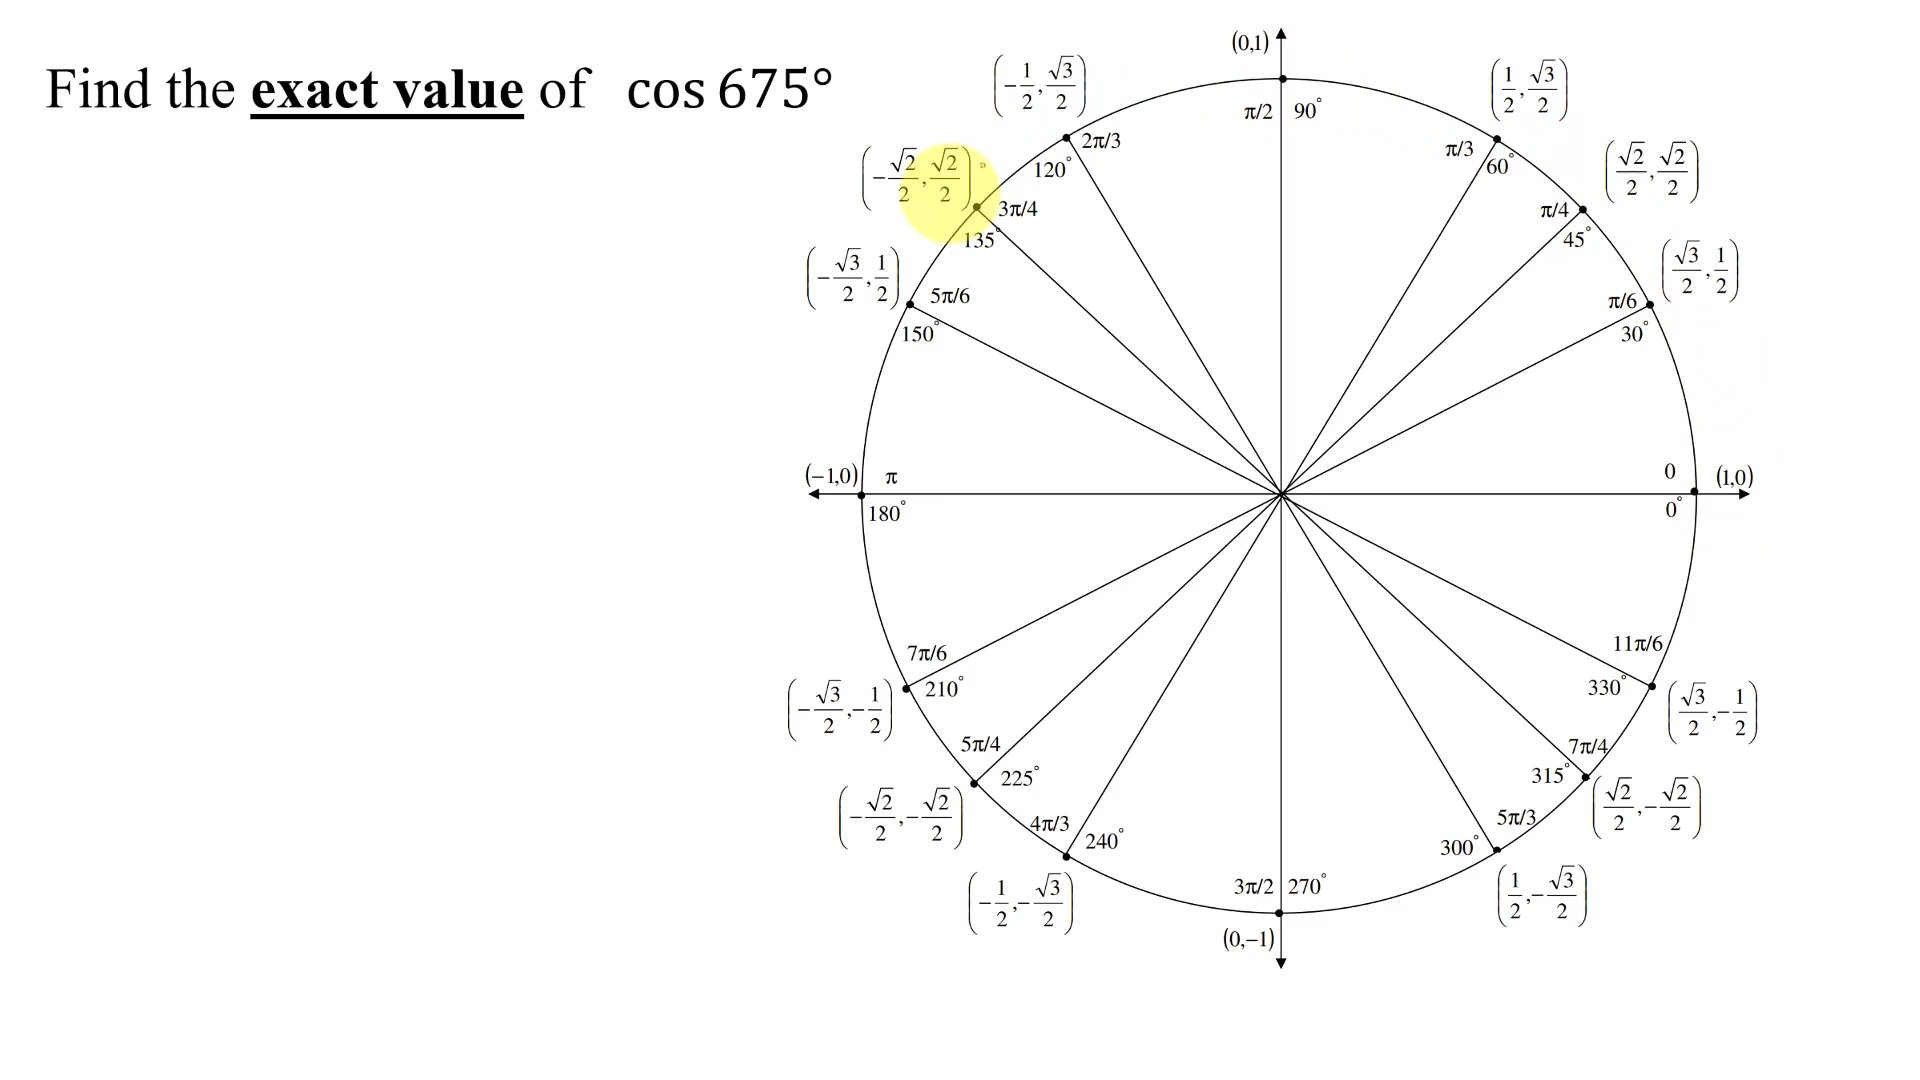 Find the exact value of cos 675°
(0,1)
(-1/2, √3/2)
(1/2, √3/2)
π/2 90°
2π/3
120°
π/3
60°
(-√2/2, √2/2)
(√2/2, √2/2)
3π/4
135°
π/4
45°
(-√3/2, 1/2)
(√3/2, 1/2)
5π/6
150°
π/6
30°
(−1,0) π
180°
0 (1,0)
0°
7π/6
210°
11π/6
330°
(-√3/2, -1/2)
(√3/2, -1/2)
5π/4
225°
7π/4
315°
(-√2/2, -√2/2)
(√2/2, -√2/2)
4π/3
240°
5π/3
300°
3π/2 270°
(-1/2, -√3/2)
(1/2, -√3/2)
(0,−1)